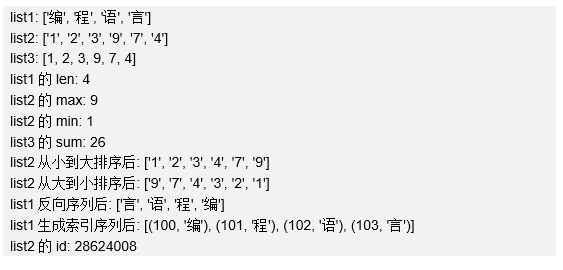 list1: ['编', '程', '语', '言']
list2: ['1', '2', '3', '9', '7', '4']
list3: [1, 2, 3, 9, 7, 4]
list1 的 len: 4
list2 的 max: 9
list2 的 min: 1
list3 的 sum: 26
list2 从小到大排序后: ['1', '2', '3', '4', '7', '9']
list2 从大到小排序后: ['9', '7', '4', '3', '2', '1']
list1 反向序列后: ['言', '语', '程', '编']
list1 生成索引序列后: [(100, '编'), (101, '程'), (102, '语'), (103, '言')]
list2 的 id: 28624008